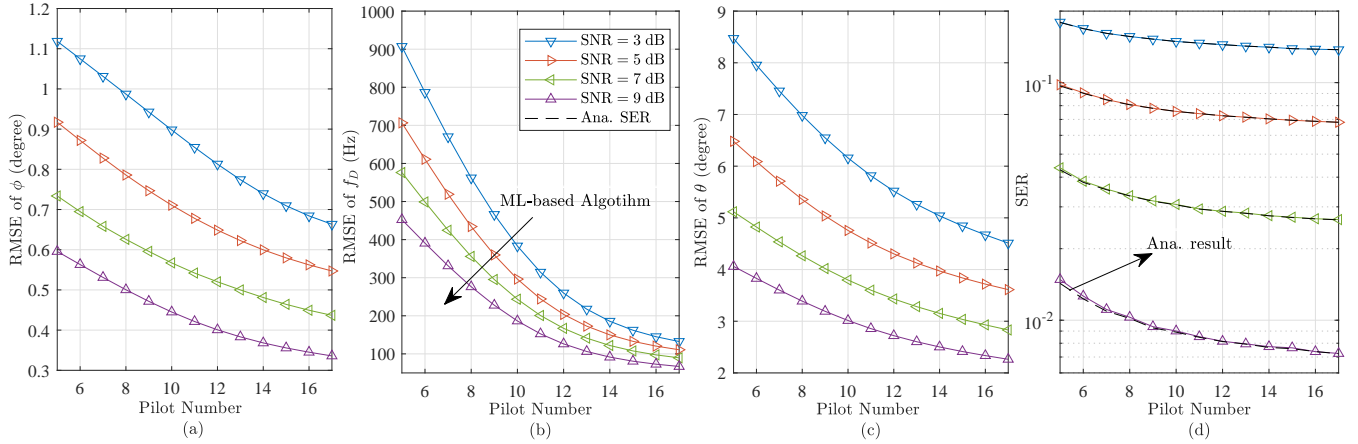 1.2
1.1
1
0.9
0.8
0.7
0.6
0.5
0.4
0.3
RMSE of ϕ (degree)
6 8 10 12 14 16
Pilot Number
(a)
1000
900
800
700
600
500
400
300
200
100
RMSE of f_D (Hz)
SNR = 3 dB
SNR = 5 dB
SNR = 7 dB
SNR = 9 dB
Ana. SER
ML-based Algotihm
6 8 10 12 14 16
Pilot Number
(b)
9
8
7
6
5
4
3
2
RMSE of θ (degree)
6 8 10 12 14 16
Pilot Number
(c)
10^-1
10^-2
SER
Ana. result
6 8 10 12 14 16
Pilot Number
(d)